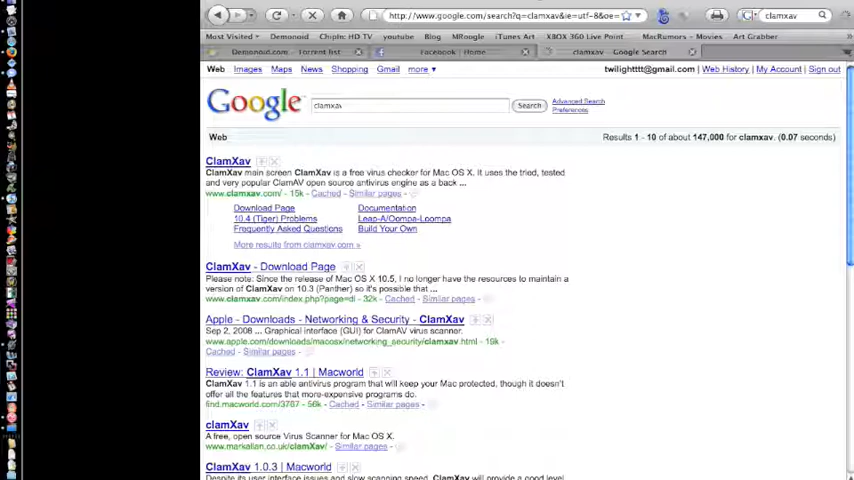 http://www.google.com/search?q=clamxav&ie=utf-8&oe=
clamxav
Most Visited
Demonoid
Chipin: HD TV
youtube
Blog
MRoogle
iTunes Art
XBOX 360 Live Point
MacRumors - Movies
Art Grabber
Demonoid.com - Torrent list
Facebook | Home
clamxav - Google Search
Web Images Maps News Shopping Gmail more ▼
twilightttt@gmail.com | Web History | My Account | Sign out
Google
clamxav
Search
Advanced Search
Preferences
Web
Results 1 - 10 of about 147,000 for clamxav. (0.07 seconds)
ClamXav
ClamXav main screen ClamXav is a free virus checker for Mac OS X. It uses the tried, tested
and very popular ClamAV open source antivirus engine as a back ...
www.clamxav.com/ - 15k - Cached - Similar pages -
Download Page
Documentation
10.4 (Tiger) Problems
Leap-A/Oompa-Loompa
Frequently Asked Questions
Build Your Own
More results from clamxav.com »
ClamXav - Download Page
Please note: Since the release of Mac OS X 10.5, I no longer have the resources to maintain a
version of ClamXav on 10.3 (Panther) so it's possible that ...
www.clamxav.com/index.php?page=dl - 32k - Cached - Similar pages -
Apple - Downloads - Networking & Security - ClamXav
Sep 2, 2008 ... Graphical interface (GUI) for ClamAV virus scanner.
www.apple.com/downloads/macosx/networking_security/clamxav.html - 19k -
Cached - Similar pages -
Review: ClamXav 1.1 | Macworld
ClamXav 1.1 is an able antivirus program that will keep your Mac protected, though it doesn't
offer all the features that more-expensive programs do.
find.macworld.com/3787 - 56k - Cached - Similar pages -
clamXav
A free, open source Virus Scanner for Mac OS X.
www.markallan.co.uk/clamXav/ - Similar pages -
ClamXav 1.0.3 | Macworld
Despite its user interface issues and slow scanning speed, ClamXav will provide a good level